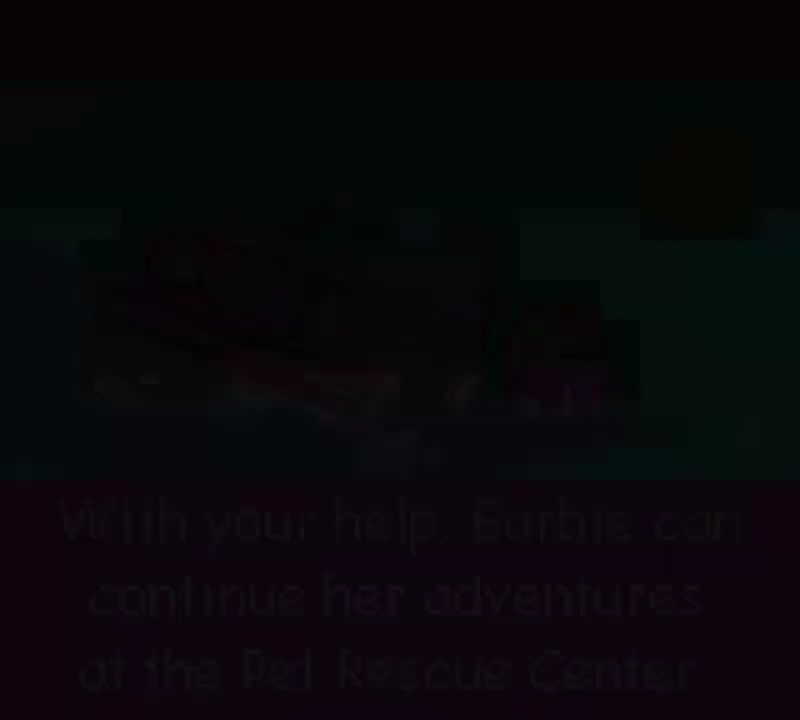 With your help, Barbie can
continue her adventures
at the Pet Rescue Center